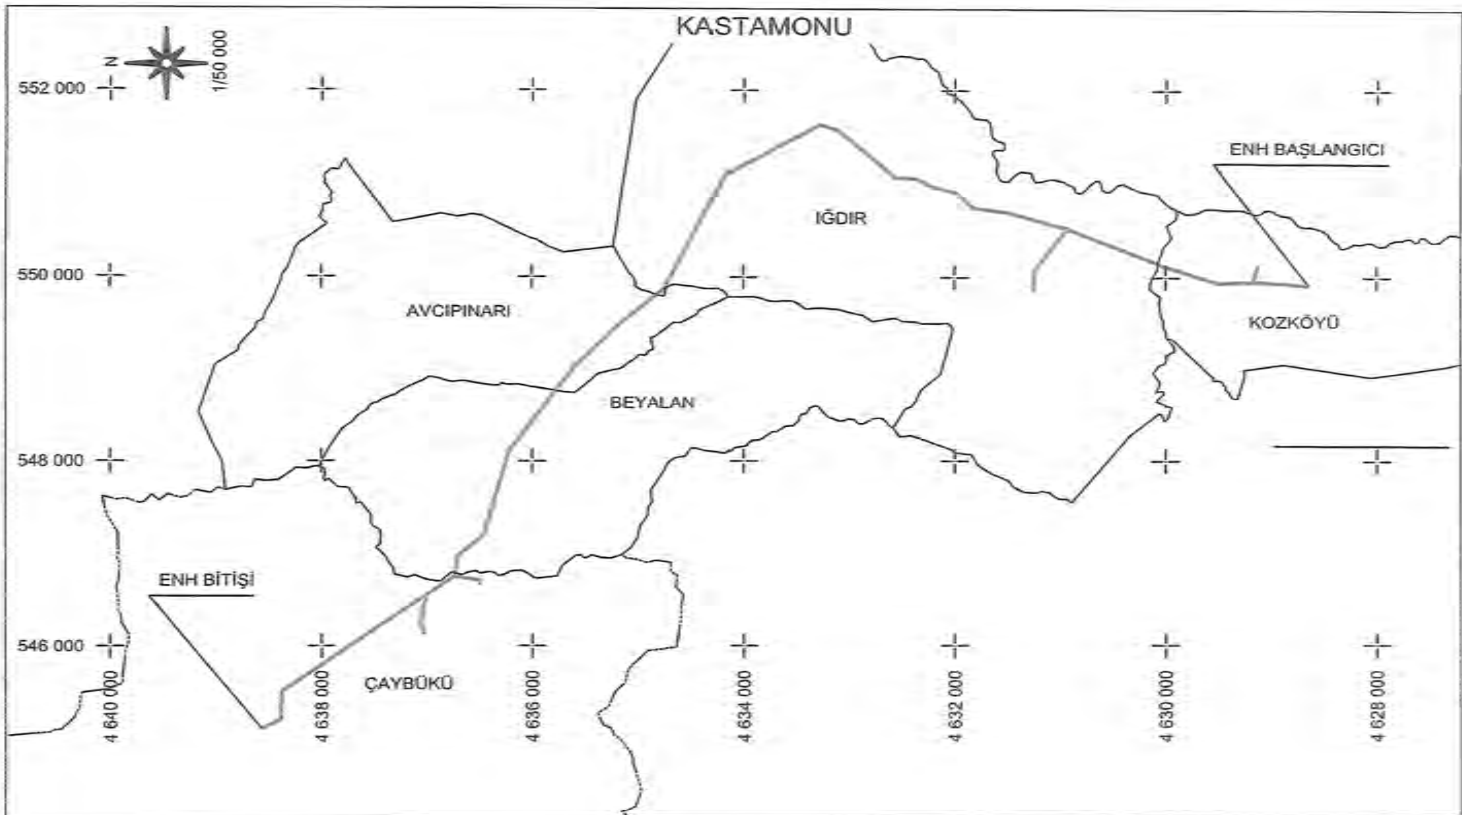 KASTAMONU
N
1/50 000
552 000
ENH BAŞLANGICI
IĞDIR
550 000
AVCIPINARI
KOZKÖYÜ
BEYALAN
548 000
ENH BİTİŞİ
546 000
ÇAYBÜKÜ
4 640 000
4 638 000
4 636 000
4 634 000
4 632 000
4 630 000
4 628 000